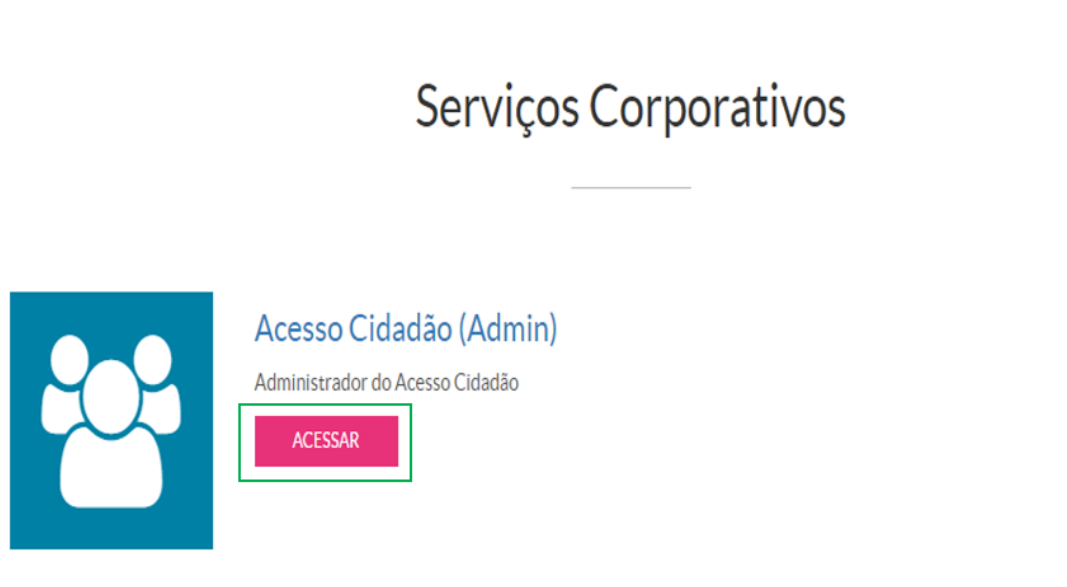 Serviços Corporativos
Acesso Cidadão (Admin)
Administrador do Acesso Cidadão
ACESSAR